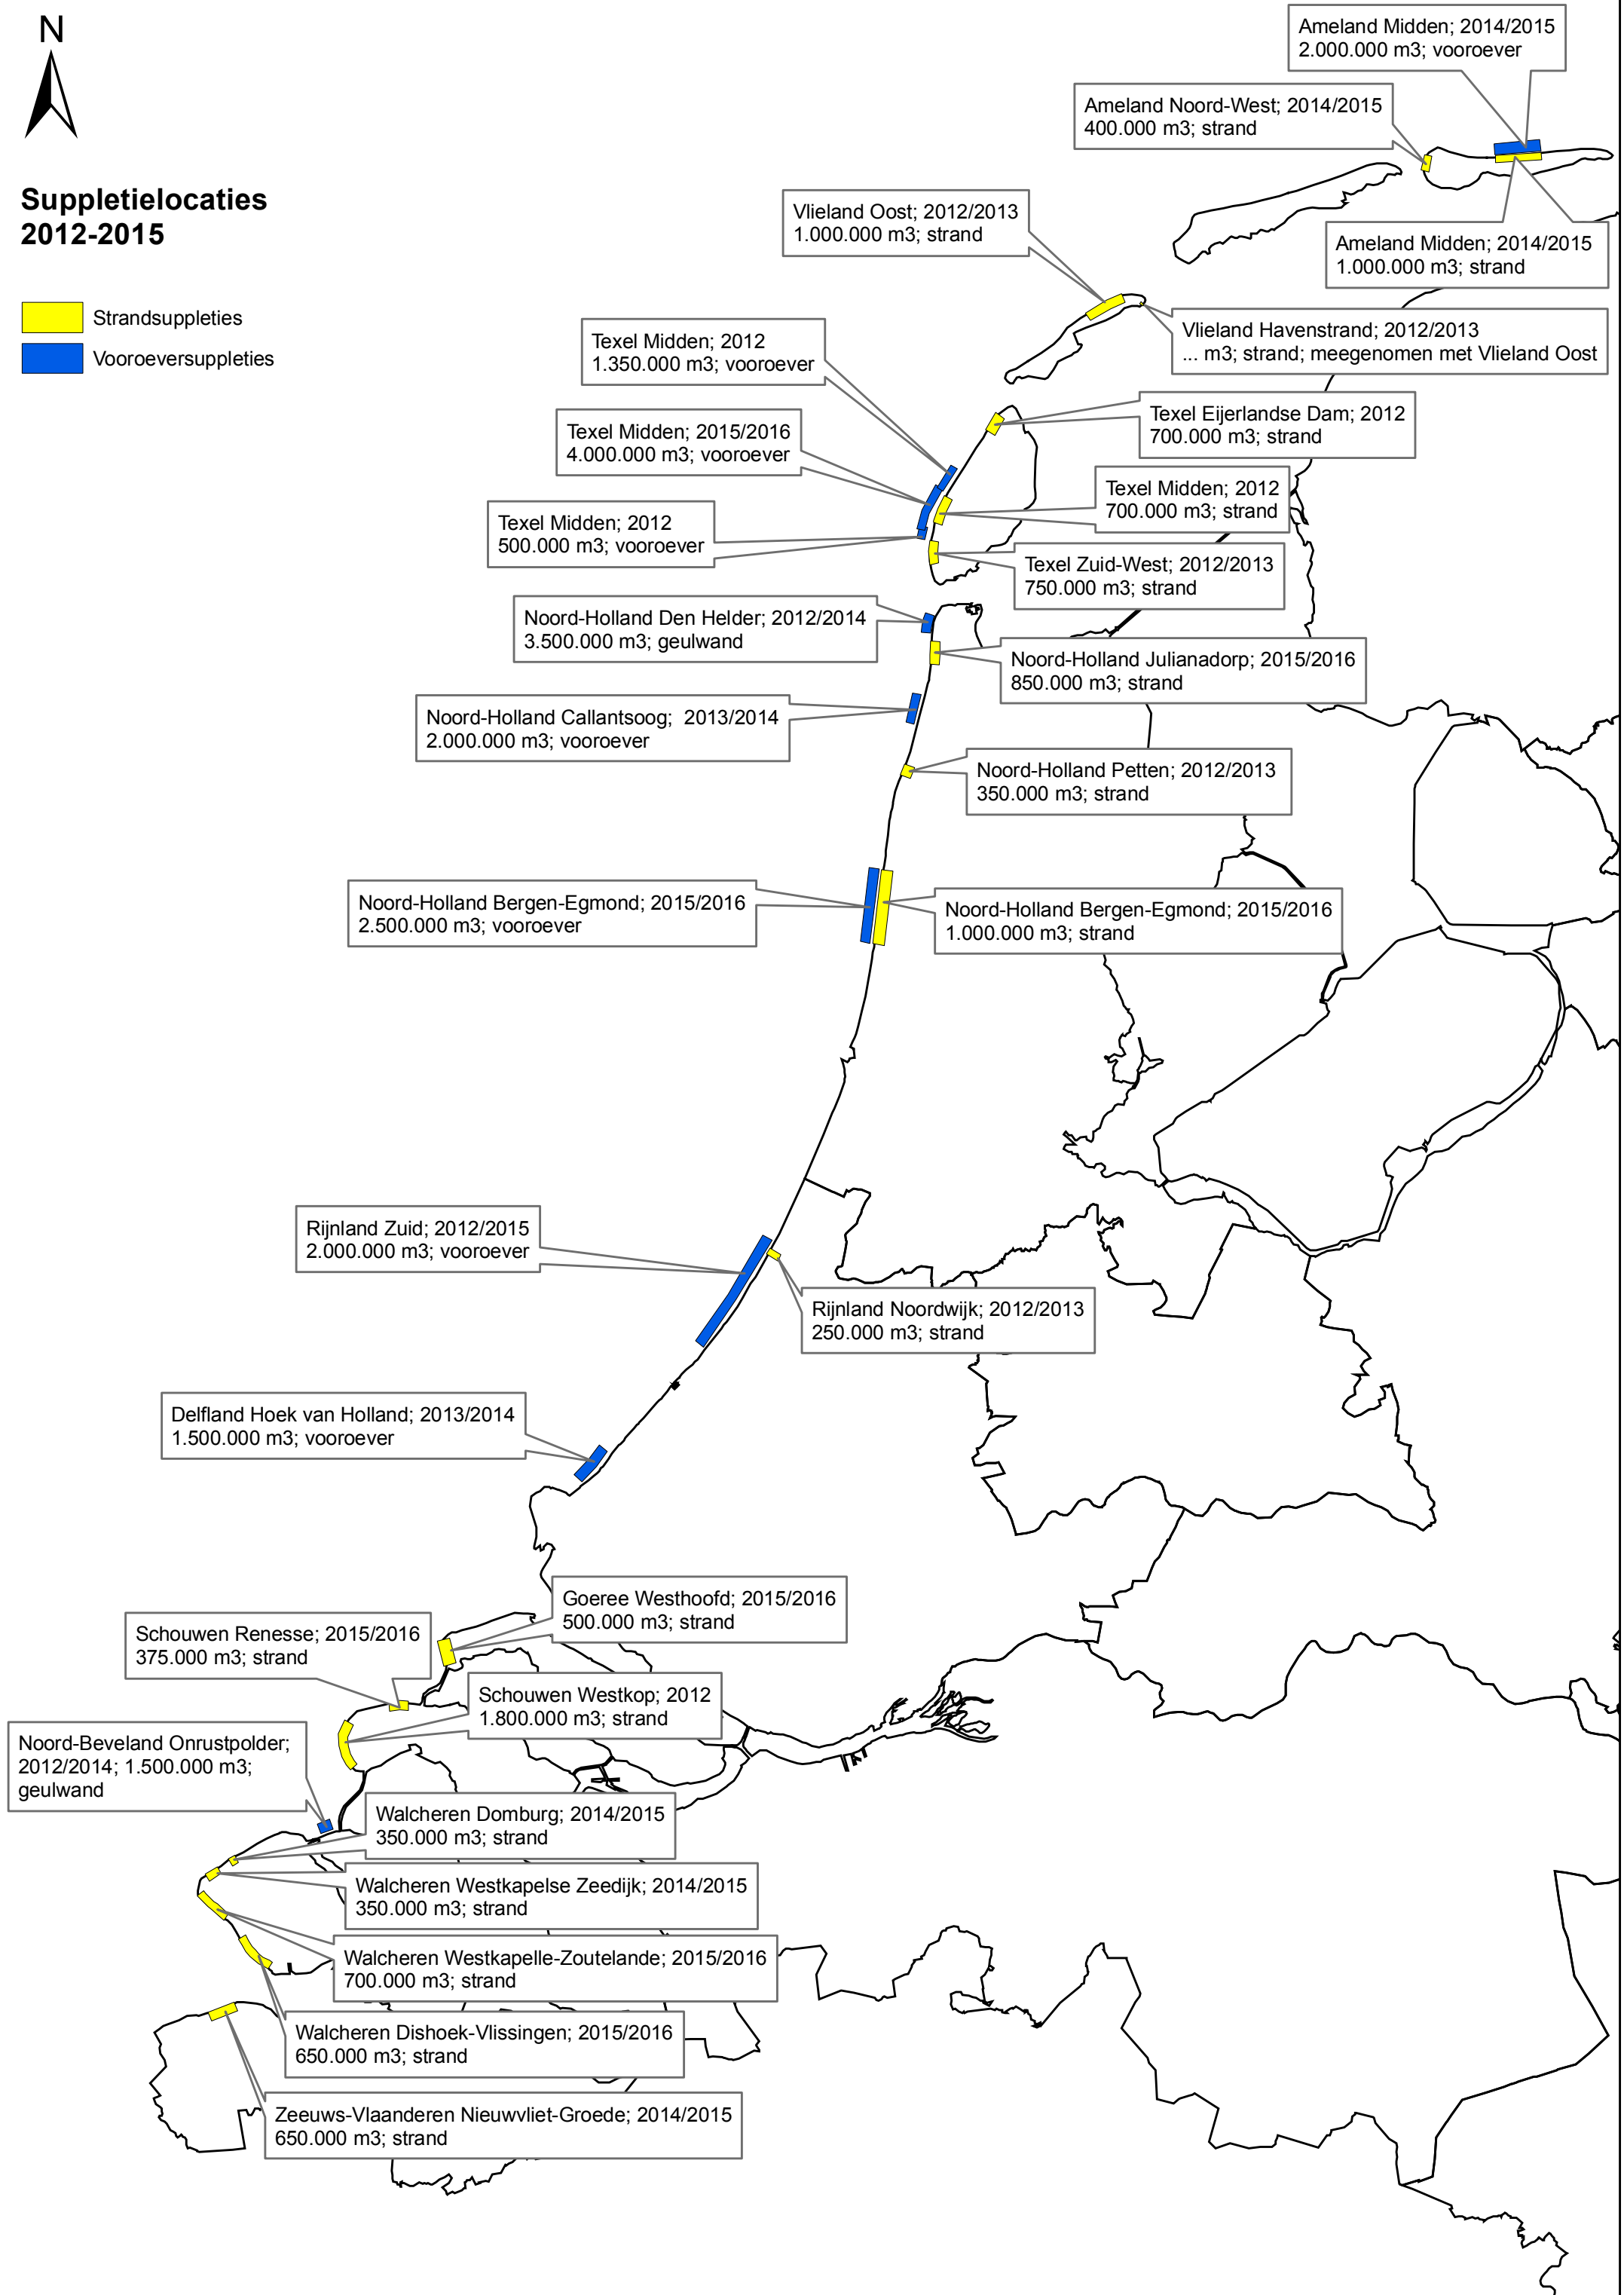 N
Suppletielocaties
2012-2015
Strandsuppleties
Vooroeversuppleties
Ameland Midden; 2014/2015
2.000.000 m3; vooroever
Ameland Noord-West; 2014/2015
400.000 m3; strand
Vlieland Oost; 2012/2013
1.000.000 m3; strand
Ameland Midden; 2014/2015
1.000.000 m3; strand
Vlieland Havenstrand; 2012/2013
... m3; strand; meegenomen met Vlieland Oost
Texel Midden; 2012
1.350.000 m3; vooroever
Texel Eijerlandse Dam; 2012
700.000 m3; strand
Texel Midden; 2015/2016
4.000.000 m3; vooroever
Texel Midden; 2012
700.000 m3; strand
Texel Midden; 2012
500.000 m3; vooroever
Texel Zuid-West; 2012/2013
750.000 m3; strand
Noord-Holland Den Helder; 2012/2014
3.500.000 m3; geulwand
Noord-Holland Julianadorp; 2015/2016
850.000 m3; strand
Noord-Holland Callantsoog;  2013/2014
2.000.000 m3; vooroever
Noord-Holland Petten; 2012/2013
350.000 m3; strand
Noord-Holland Bergen-Egmond; 2015/2016
2.500.000 m3; vooroever
Noord-Holland Bergen-Egmond; 2015/2016
1.000.000 m3; strand
Rijnland Zuid; 2012/2015
2.000.000 m3; vooroever
Rijnland Noordwijk; 2012/2013
250.000 m3; strand
Delfland Hoek van Holland; 2013/2014
1.500.000 m3; vooroever
Goeree Westhoofd; 2015/2016
500.000 m3; strand
Schouwen Renesse; 2015/2016
375.000 m3; strand
Schouwen Westkop; 2012
1.800.000 m3; strand
Noord-Beveland Onrustpolder;
2012/2014; 1.500.000 m3;
geulwand
Walcheren Domburg; 2014/2015
350.000 m3; strand
Walcheren Westkapelse Zeedijk; 2014/2015
350.000 m3; strand
Walcheren Westkapelle-Zoutelande; 2015/2016
700.000 m3; strand
Walcheren Dishoek-Vlissingen; 2015/2016
650.000 m3; strand
Zeeuws-Vlaanderen Nieuwvliet-Groede; 2014/2015
650.000 m3; strand